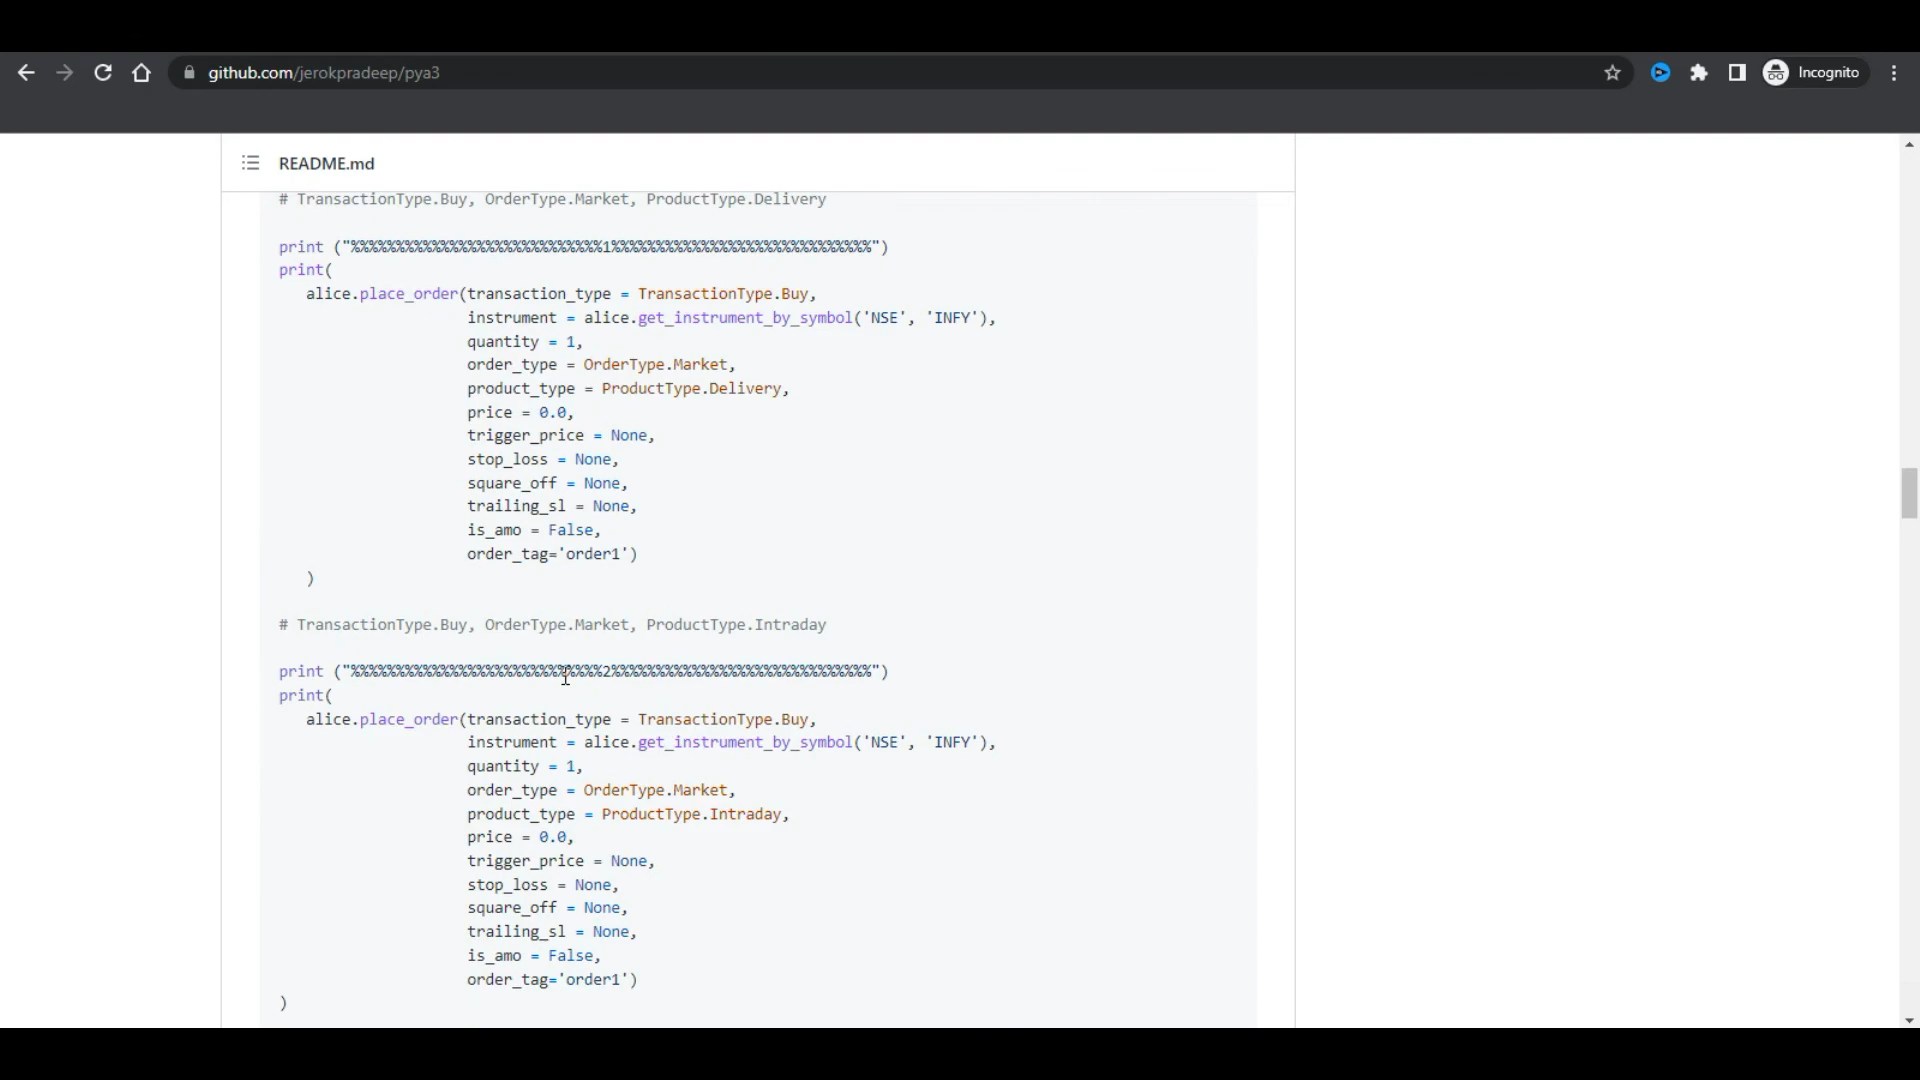 github.com/jerokpradeep/pya3
Incognito
README.md
# TransactionType.Buy, OrderType.Market, ProductType.Delivery
print ("%%%%%%%%%%%%%%%%%%%%%%%%%%%%1%%%%%%%%%%%%%%%%%%%%%%%%%%%%%")
print(
alice.place_order(transaction_type = TransactionType.Buy,
instrument = alice.get_instrument_by_symbol('NSE', 'INFY'),
quantity = 1,
order_type = OrderType.Market,
product_type = ProductType.Delivery,
price = 0.0,
trigger_price = None,
stop_loss = None,
square_off = None,
trailing_sl = None,
is_amo = False,
order_tag='order1')
)
# TransactionType.Buy, OrderType.Market, ProductType.Intraday
print ("%%%%%%%%%%%%%%%%%%%%%%%%%%%%2%%%%%%%%%%%%%%%%%%%%%%%%%%%%%")
print(
alice.place_order(transaction_type = TransactionType.Buy,
instrument = alice.get_instrument_by_symbol('NSE', 'INFY'),
quantity = 1,
order_type = OrderType.Market,
product_type = ProductType.Intraday,
price = 0.0,
trigger_price = None,
stop_loss = None,
square_off = None,
trailing_sl = None,
is_amo = False,
order_tag='order1')
)